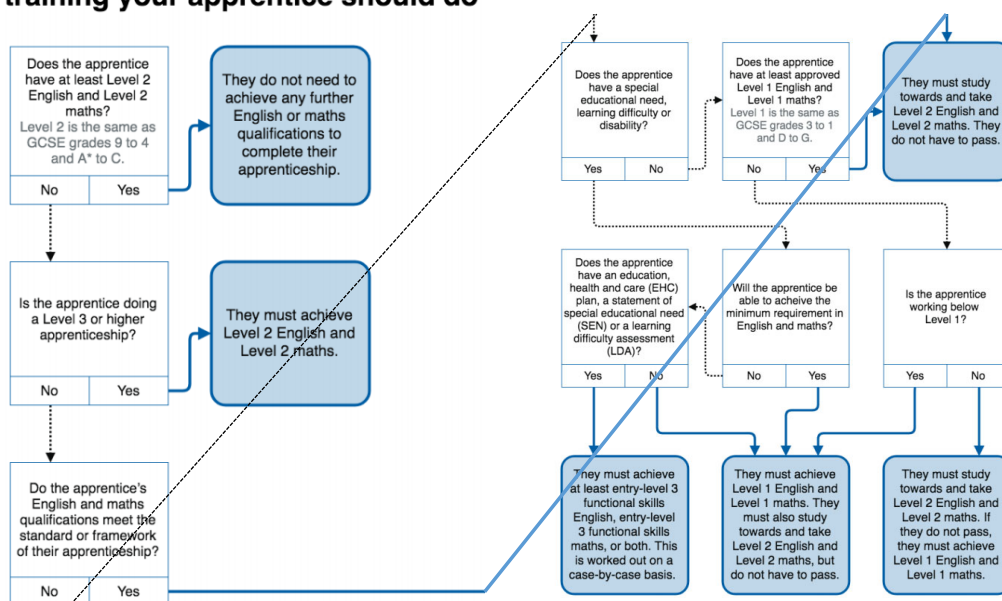 training your apprentice should do
Does the apprentice
have at least Level 2
English and Level 2
maths?
Level 2 is the same as
GCSE grades 9 to 4
and A* to C.
No
Yes
They do not need to
achieve any further
English or maths
qualifications to
complete their
apprenticeship.
Is the apprentice doing
a Level 3 or higher
apprenticeship?
No
Yes
They must achieve
Level 2 English and
Level 2 maths.
Do the apprentice's
English and maths
qualifications meet the
standard or framework
of their apprenticeship?
No
Yes
Does the apprentice
have a special
educational need,
learning difficulty or
disability?
Yes
No
Does the apprentice
have at least approved
Level 1 English and
Level 1 maths?
Level 1 is the same as
GCSE grades 3 to 1
and D to G.
No
Yes
They must study
towards and take
Level 2 English and
Level 2 maths. They
do not have to pass.
Does the apprentice
have an education,
health and care (EHC)
plan, a statement of
special educational need
(SEN) or a learning
difficulty assessment
(LDA)?
Yes
No
Will the apprentice be
able to acheive the
minimum requirement in
English and maths?
No
Yes
Is the apprentice
working below
Level 1?
Yes
No
They must achieve
at least entry-level 3
functional skills
English, entry-level
3 functional skills
maths, or both. This
is worked out on a
case-by-case basis.
They must achieve
Level 1 English and
Level 1 maths. They
must also study
towards and take
Level 2 English and
Level 2 maths, but
do not have to pass.
They must study
towards and take
Level 2 English and
Level 2 maths. If
they do not pass,
they must achieve
Level 1 English and
Level 1 maths.